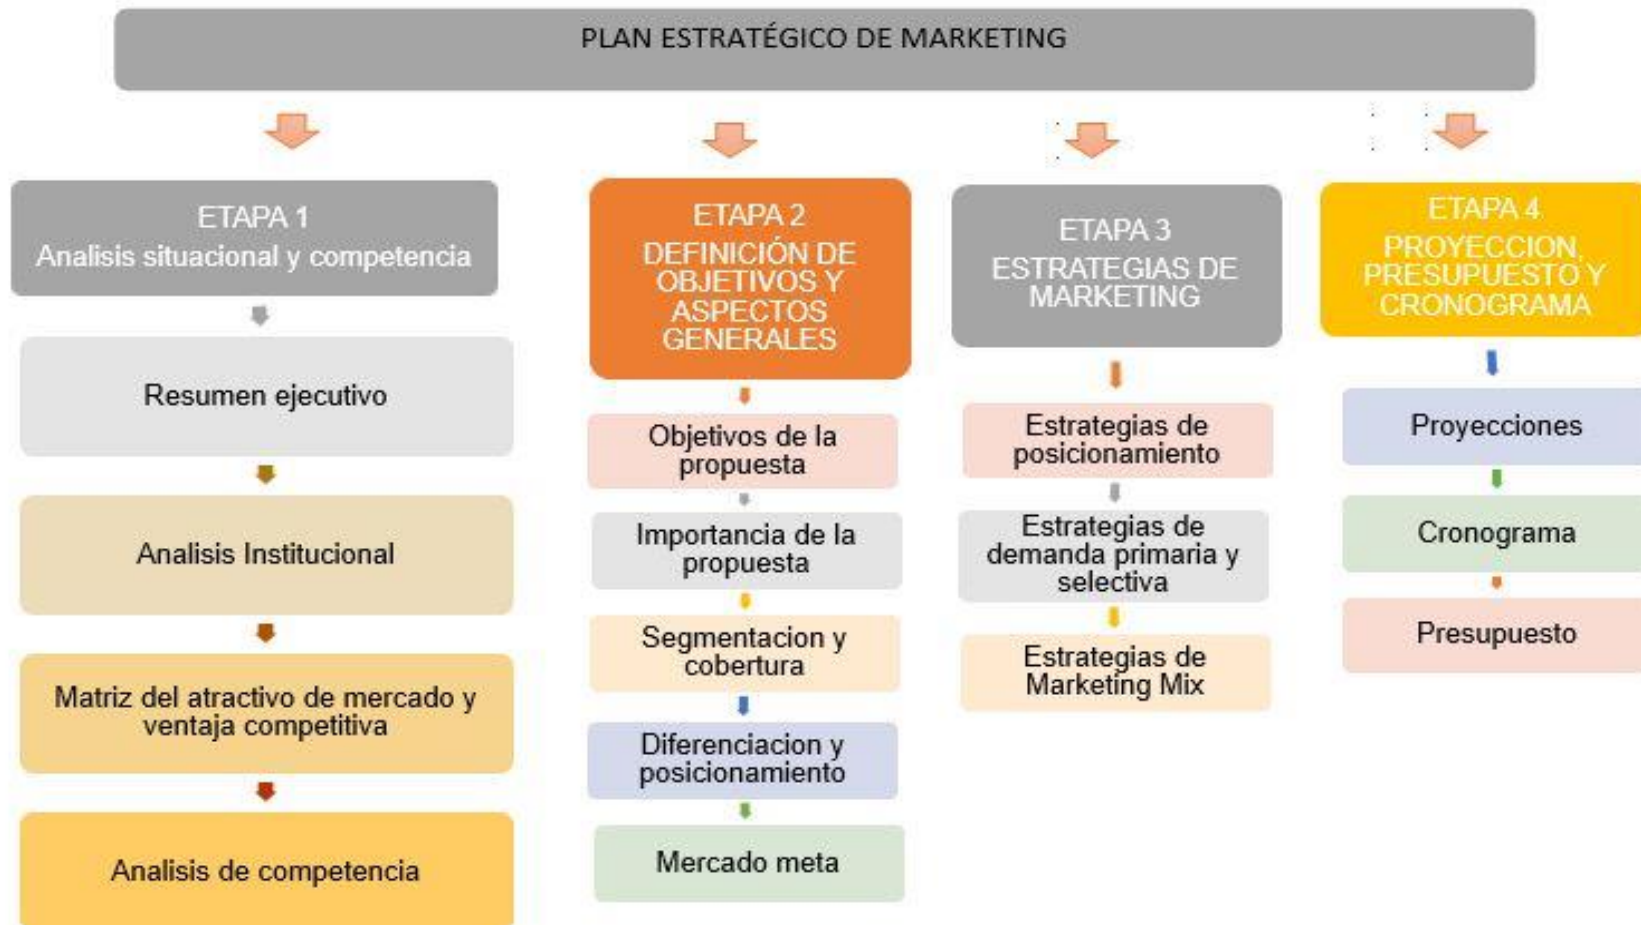 PLAN ESTRATÉGICO DE MARKETING
ETAPA 1
Analisis situacional y competencia
Resumen ejecutivo
Analisis Institucional
Matriz del atractivo de mercado y
ventaja competitiva
Analisis de competencia
ETAPA 2
DEFINICIÓN DE
OBJETIVOS Y
ASPECTOS
GENERALES
Objetivos de la
propuesta
Importancia de la
propuesta
Segmentacion y
cobertura
Diferenciacion y
posicionamiento
Mercado meta
ETAPA 3
ESTRATEGIAS DE
MARKETING
Estrategias de
posicionamiento
Estrategias de
demanda primaria y
selectiva
Estrategias de
Marketing Mix
ETAPA 4
PROYECCION,
PRESUPUESTO Y
CRONOGRAMA
Proyecciones
Cronograma
Presupuesto